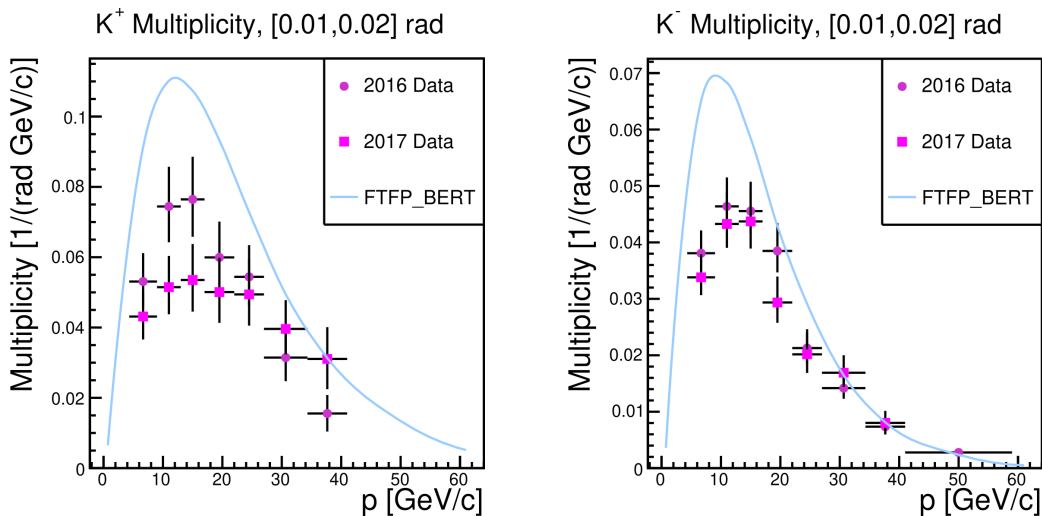 K+ Multiplicity, [0.01,0.02] rad
Multiplicity [1/(rad GeV/c)]
0.1
0.08
0.06
0.04
0.02
0
2016 Data
2017 Data
FTFP_BERT
0 10 20 30 40 50 60
p [GeV/c]
K- Multiplicity, [0.01,0.02] rad
Multiplicity [1/(rad GeV/c)]
0.07
0.06
0.05
0.04
0.03
0.02
0.01
0
2016 Data
2017 Data
FTFP_BERT
0 10 20 30 40 50 60
p [GeV/c]